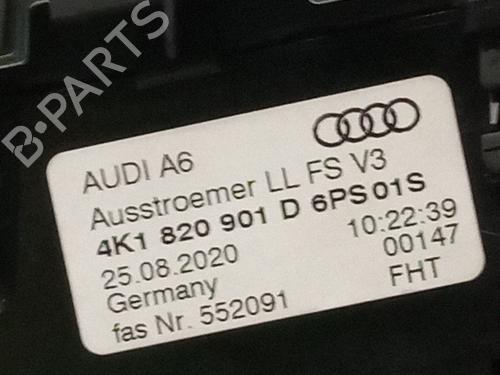 B-PARTS
AUDI A6
Ausstroemer LL FS V3
4K1 820 901 D 6PS 01S
25.08.2020 10:22:39
Germany 00147
fas Nr. 552091 FHT